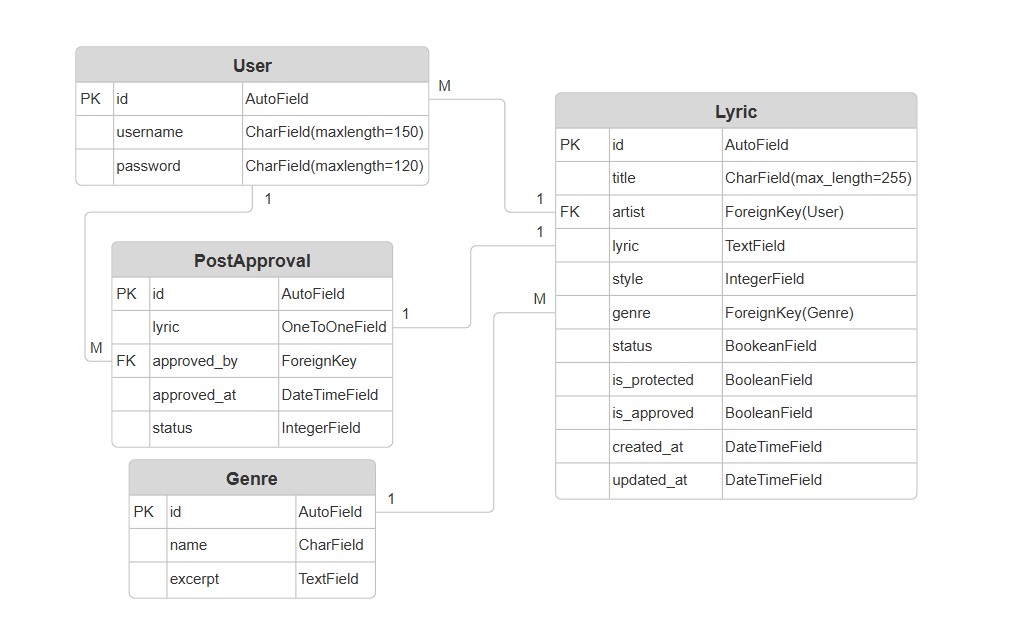 User
PK id AutoField
username CharField(maxlength=150)
password CharField(maxlength=120)
M
1
Lyric
PK id AutoField
title CharField(max_length=255)
1
FK artist ForeignKey(User)
1
lyric TextField
style IntegerField
M
genre ForeignKey(Genre)
status BookeanField
is_protected BooleanField
is_approved BooleanField
created_at DateTimeField
updated_at DateTimeField
PostApproval
PK id AutoField
lyric OneToOneField
1
M
FK approved_by ForeignKey
approved_at DateTimeField
status IntegerField
Genre
1
PK id AutoField
name CharField
excerpt TextField